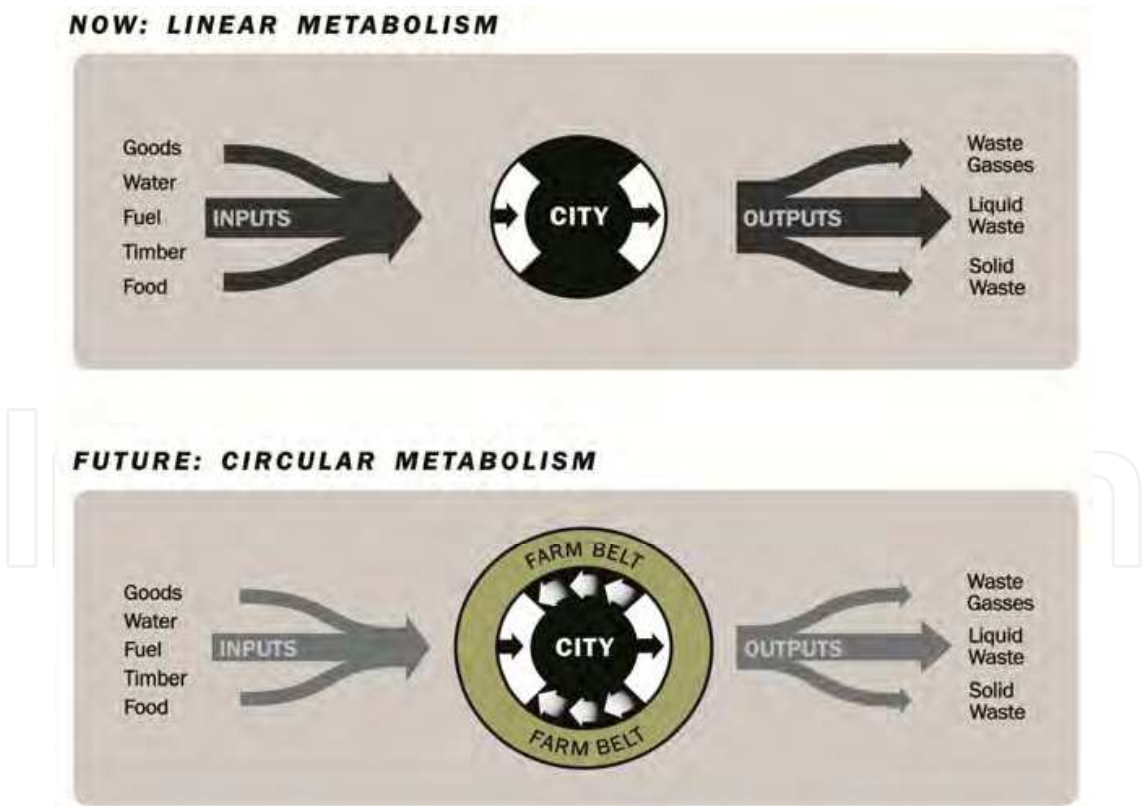 NOW: LINEAR METABOLISM
Goods
Water
Fuel
Timber
Food
INPUTS
CITY
OUTPUTS
Waste
Gasses
Liquid
Waste
Solid
Waste
FUTURE: CIRCULAR METABOLISM
Goods
Water
Fuel
Timber
Food
INPUTS
FARM BELT
CITY
FARM BELT
OUTPUTS
Waste
Gasses
Liquid
Waste
Solid
Waste